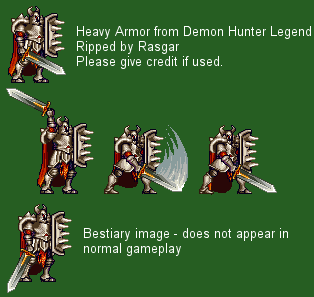 Heavy Armor from Demon Hunter Legend
Ripped by Rasgar
Please give credit if used.
Bestiary image - does not appear in
normal gameplay